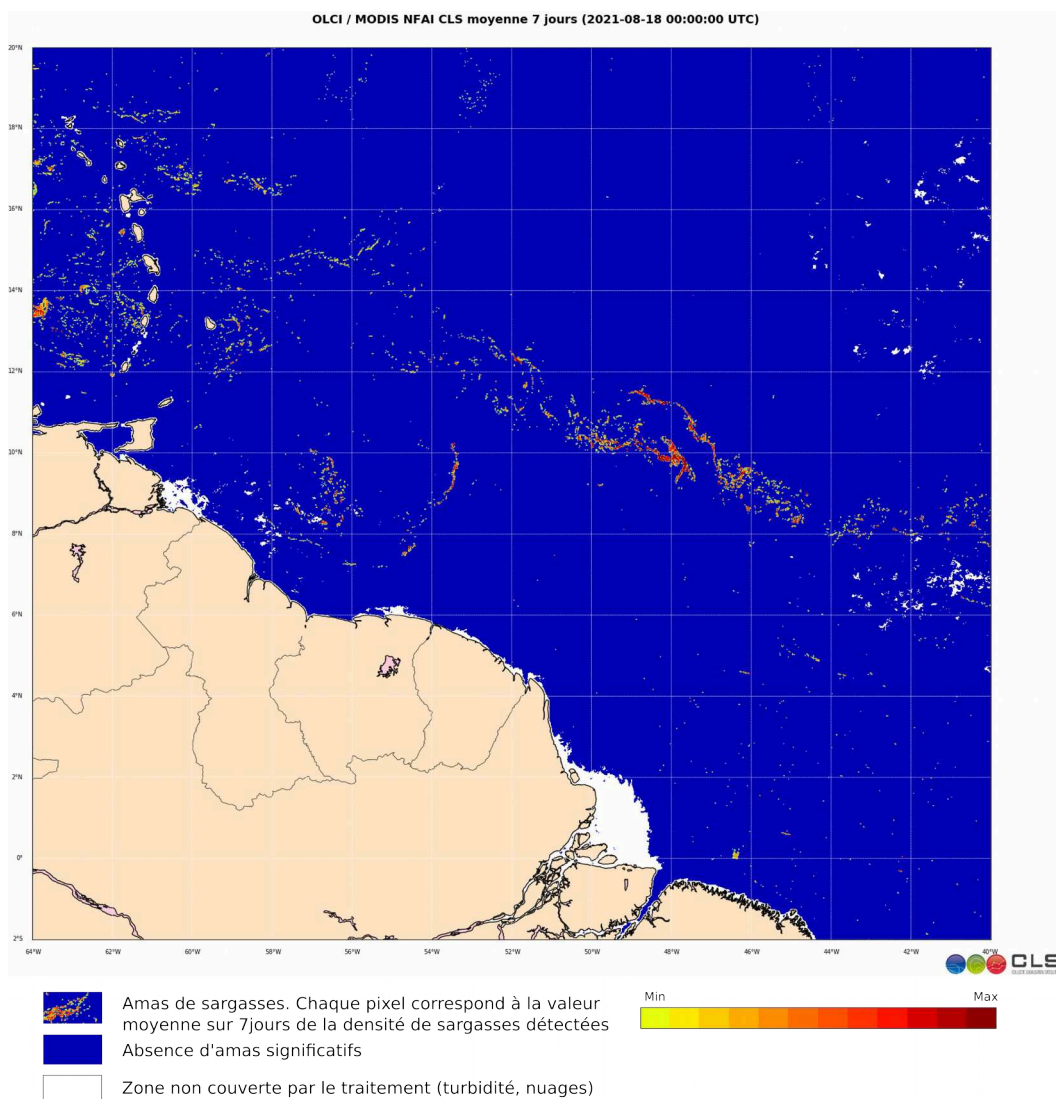 OLCI / MODIS NFAI CLS moyenne 7 jours (2021-08-18 00:00:00 UTC)
20°N
18°N
16°N
14°N
12°N
10°N
8°N
6°N
4°N
2°N
0°
2°S
64°W 62°W 60°W 58°W 56°W 54°W 52°W 50°W 48°W 46°W 44°W 42°W 40°W
CLS
Amas de sargasses. Chaque pixel correspond à la valeur
moyenne sur 7jours de la densité de sargasses détectées
Min Max
Absence d'amas significatifs
Zone non couverte par le traitement (turbidité, nuages)